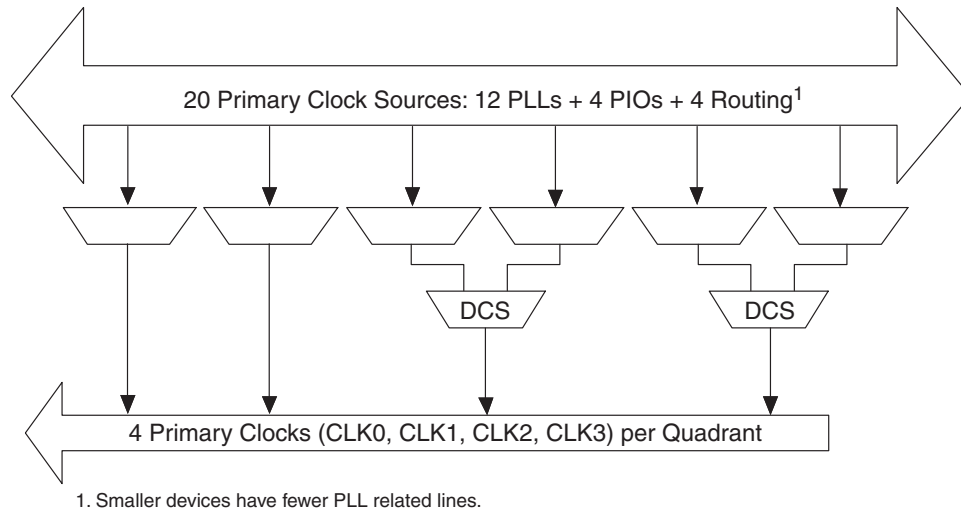 20 Primary Clock Sources: 12 PLLs + 4 PIOs + 4 Routing1
DCS
DCS
4 Primary Clocks (CLK0, CLK1, CLK2, CLK3) per Quadrant
1. Smaller devices have fewer PLL related lines.